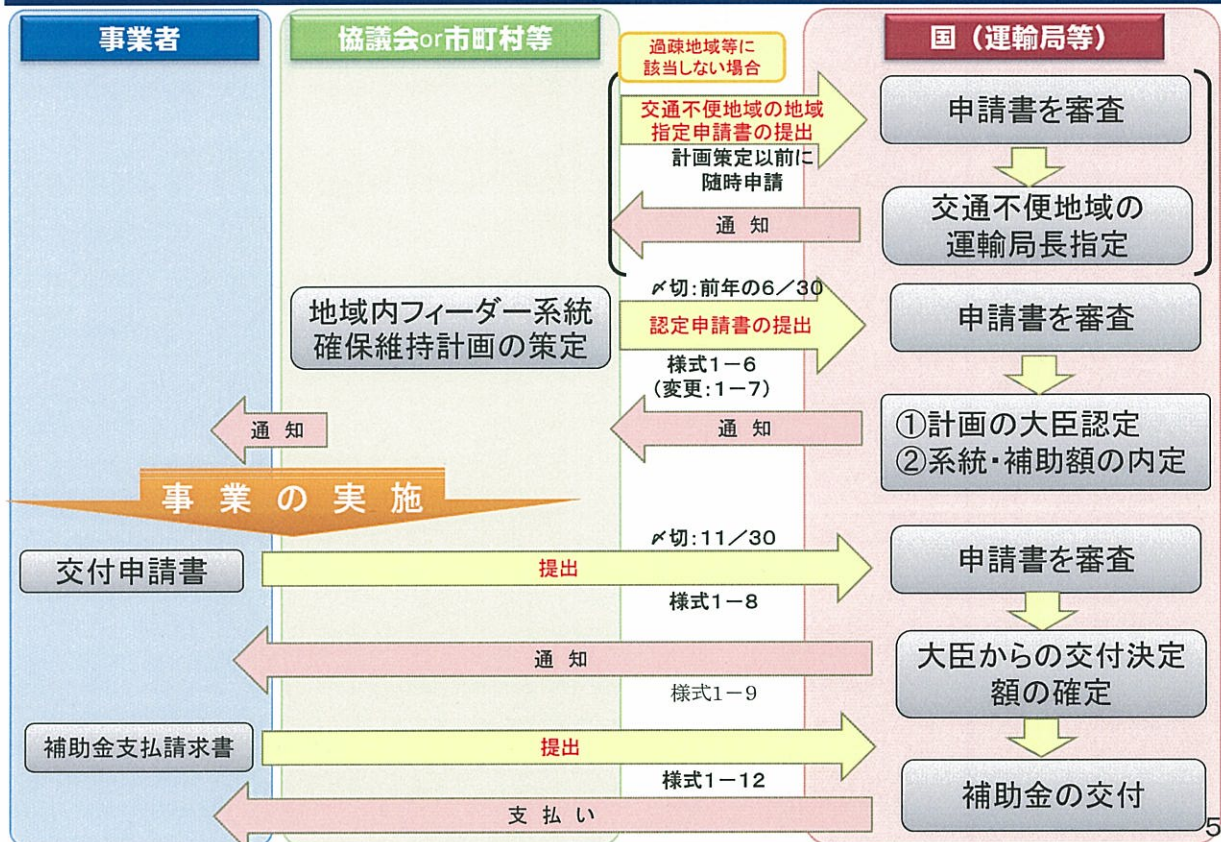 事業者
協議会or市町村等
国（運輸局等）
過疎地域等に
該当しない場合
交通不便地域の地域
指定申請書の提出
計画策定以前に
随時申請
申請書を審査
通 知
交通不便地域の
運輸局長指定
地域内フィーダー系統
確保維持計画の策定
〆切:前年の6／30
認定申請書の提出
様式1－6
(変更:1－7)
申請書を審査
通 知
通 知
①計画の大臣認定
②系統・補助額の内定
事 業 の 実 施
交付申請書
〆切:11／30
提出
様式1－8
申請書を審査
通 知
様式1－9
大臣からの交付決定
額の確定
補助金支払請求書
提出
様式1－12
支 払 い
補助金の交付
5